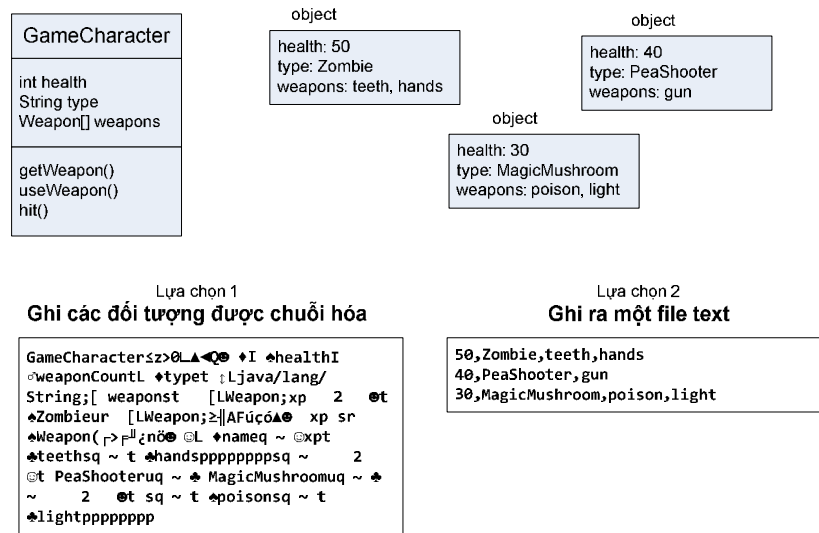 GameCharacter
int health
String type
Weapon[] weapons
getWeapon()
useWeapon()
hit()
object
health: 50
type: Zombie
weapons: teeth, hands
object
health: 40
type: PeaShooter
weapons: gun
object
health: 30
type: MagicMushroom
weapons: poison, light
Lựa chọn 1
Ghi các đối tượng được chuỗi hóa
GameCharacter≤z>θL▲◄Q☻ ♦I ♠healthI
♂weaponCountL ♦typet ↨Ljava/lang/
String;[ weaponst [LWeapon;xp 2 ☻t
♠Zombieur [LWeapon;≥╢AFúçó▲☻ xp sr
♠Weapon(┌>╒╝¿nö☻ ☺L ♦nameq ~ ☺xpt
♣teethsq ~ t ♣handsppppppppsq ~ 2
☺t PeaShooteruq ~ ♣ MagicMushroomuq ~ ♣
~ 2 ☻t sq ~ t ♠poisonsq ~ t
♣lightpppppppp
Lựa chọn 2
Ghi ra một file text
50,Zombie,teeth,hands
40,PeaShooter,gun
30,MagicMushroom,poison,light